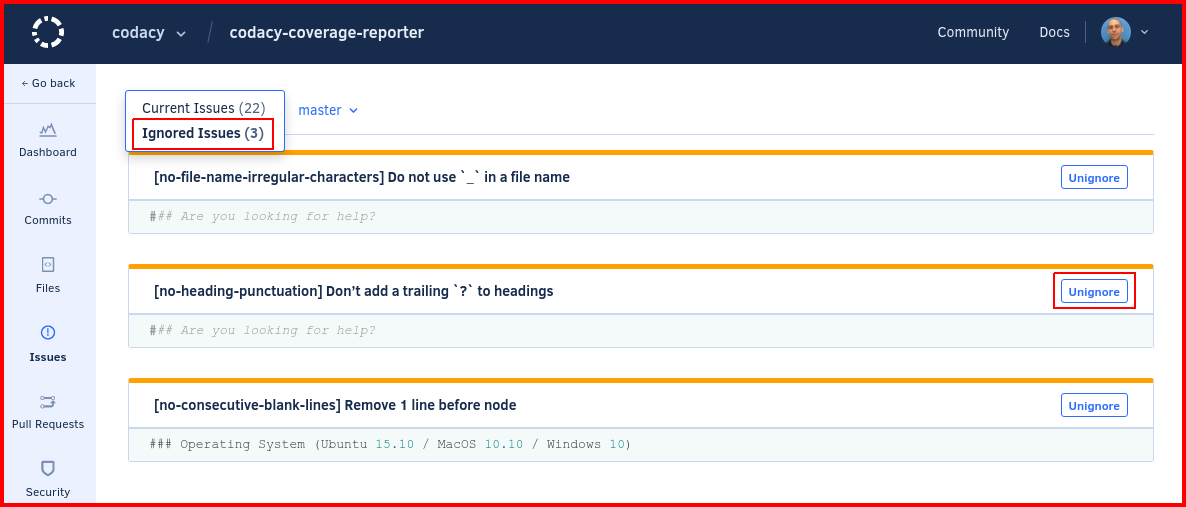 codacy / codacy-coverage-reporter
Community Docs
← Go back
Dashboard
Commits
Files
Issues
Pull Requests
Security
Current Issues (22)
Ignored Issues (3)
master
[no-file-name-irregular-characters] Do not use `_` in a file name
Unignore
### Are you looking for help?
[no-heading-punctuation] Don’t add a trailing `?` to headings
Unignore
### Are you looking for help?
[no-consecutive-blank-lines] Remove 1 line before node
Unignore
### Operating System (Ubuntu 15.10 / MacOS 10.10 / Windows 10)